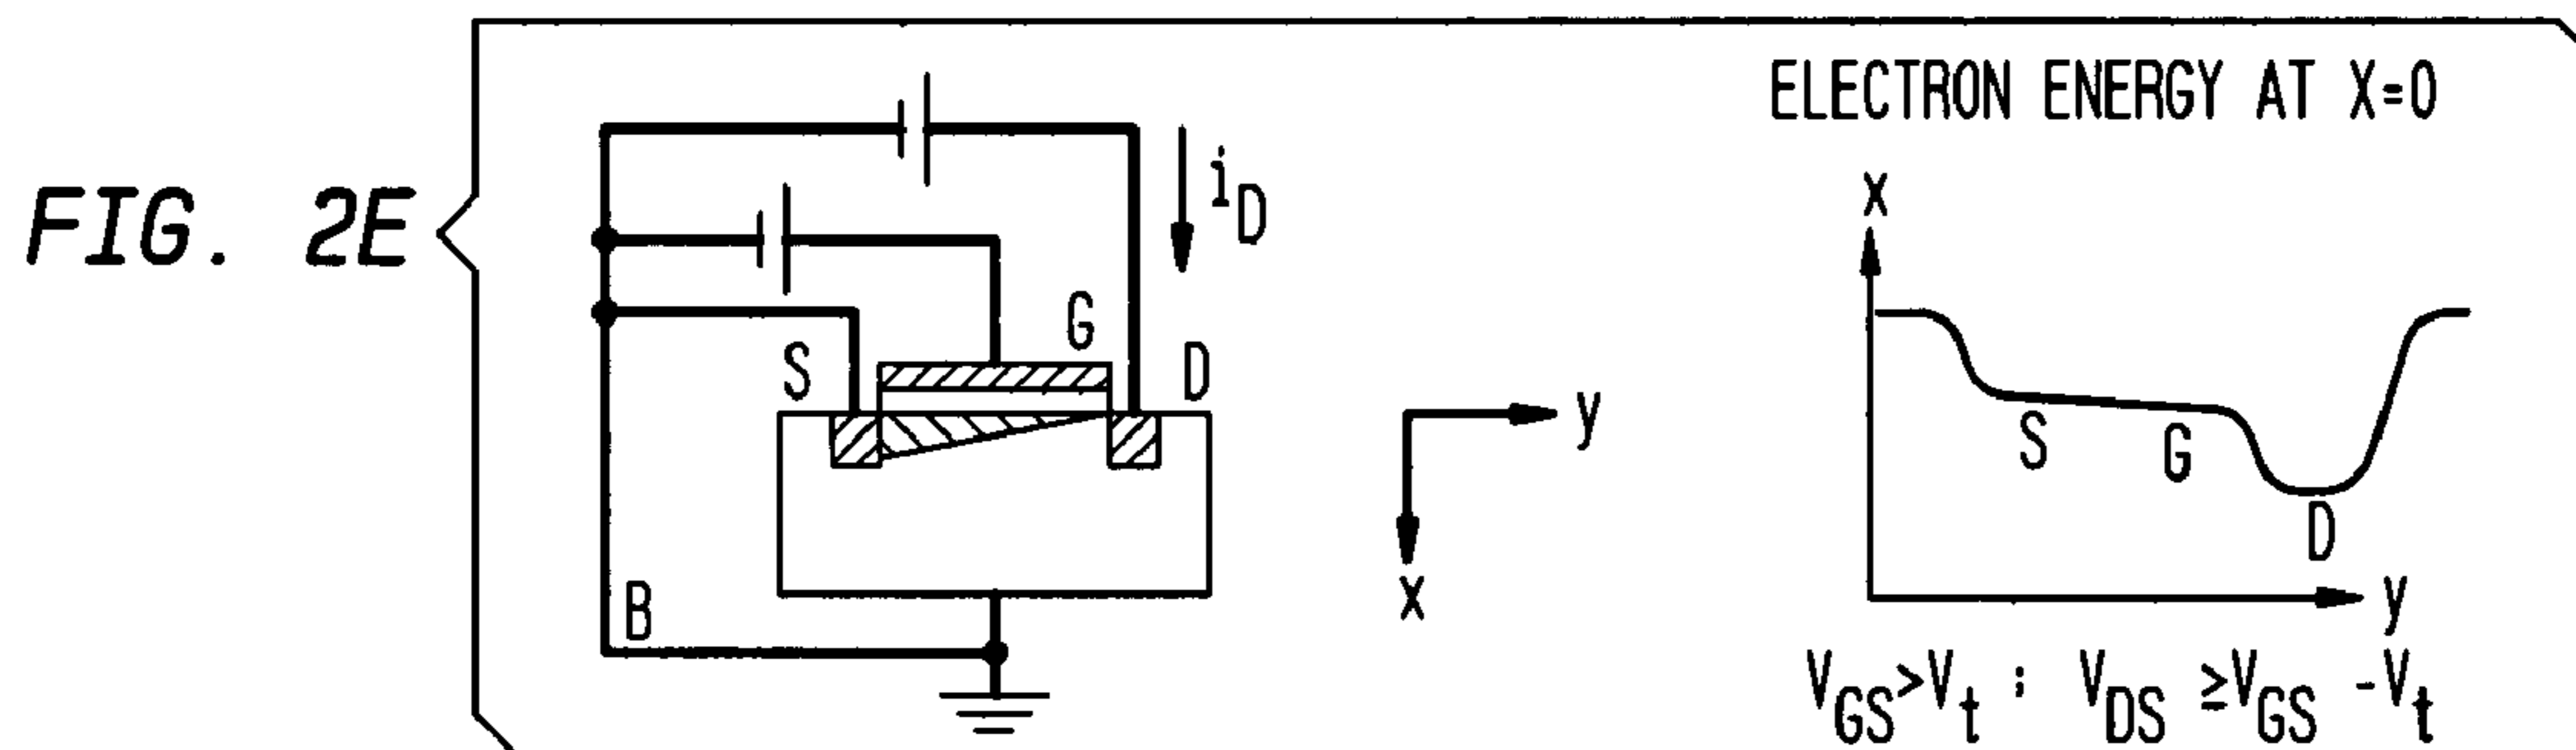 FIG. 2E
ELECTRON ENERGY AT X=0
i_D
G
S
D
B
y
x
x
S
G
D
y
V_GS>V_t : V_DS ≥V_GS -V_t